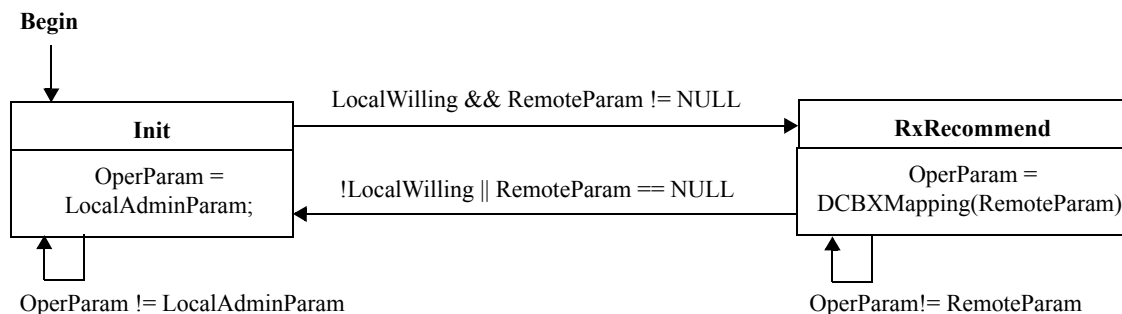 Begin
LocalWilling && RemoteParam != NULL
Init
RxRecommend
OperParam =
LocalAdminParam;
!LocalWilling || RemoteParam == NULL
OperParam =
DCBXMapping(RemoteParam)
OperParam != LocalAdminParam
OperParam!= RemoteParam